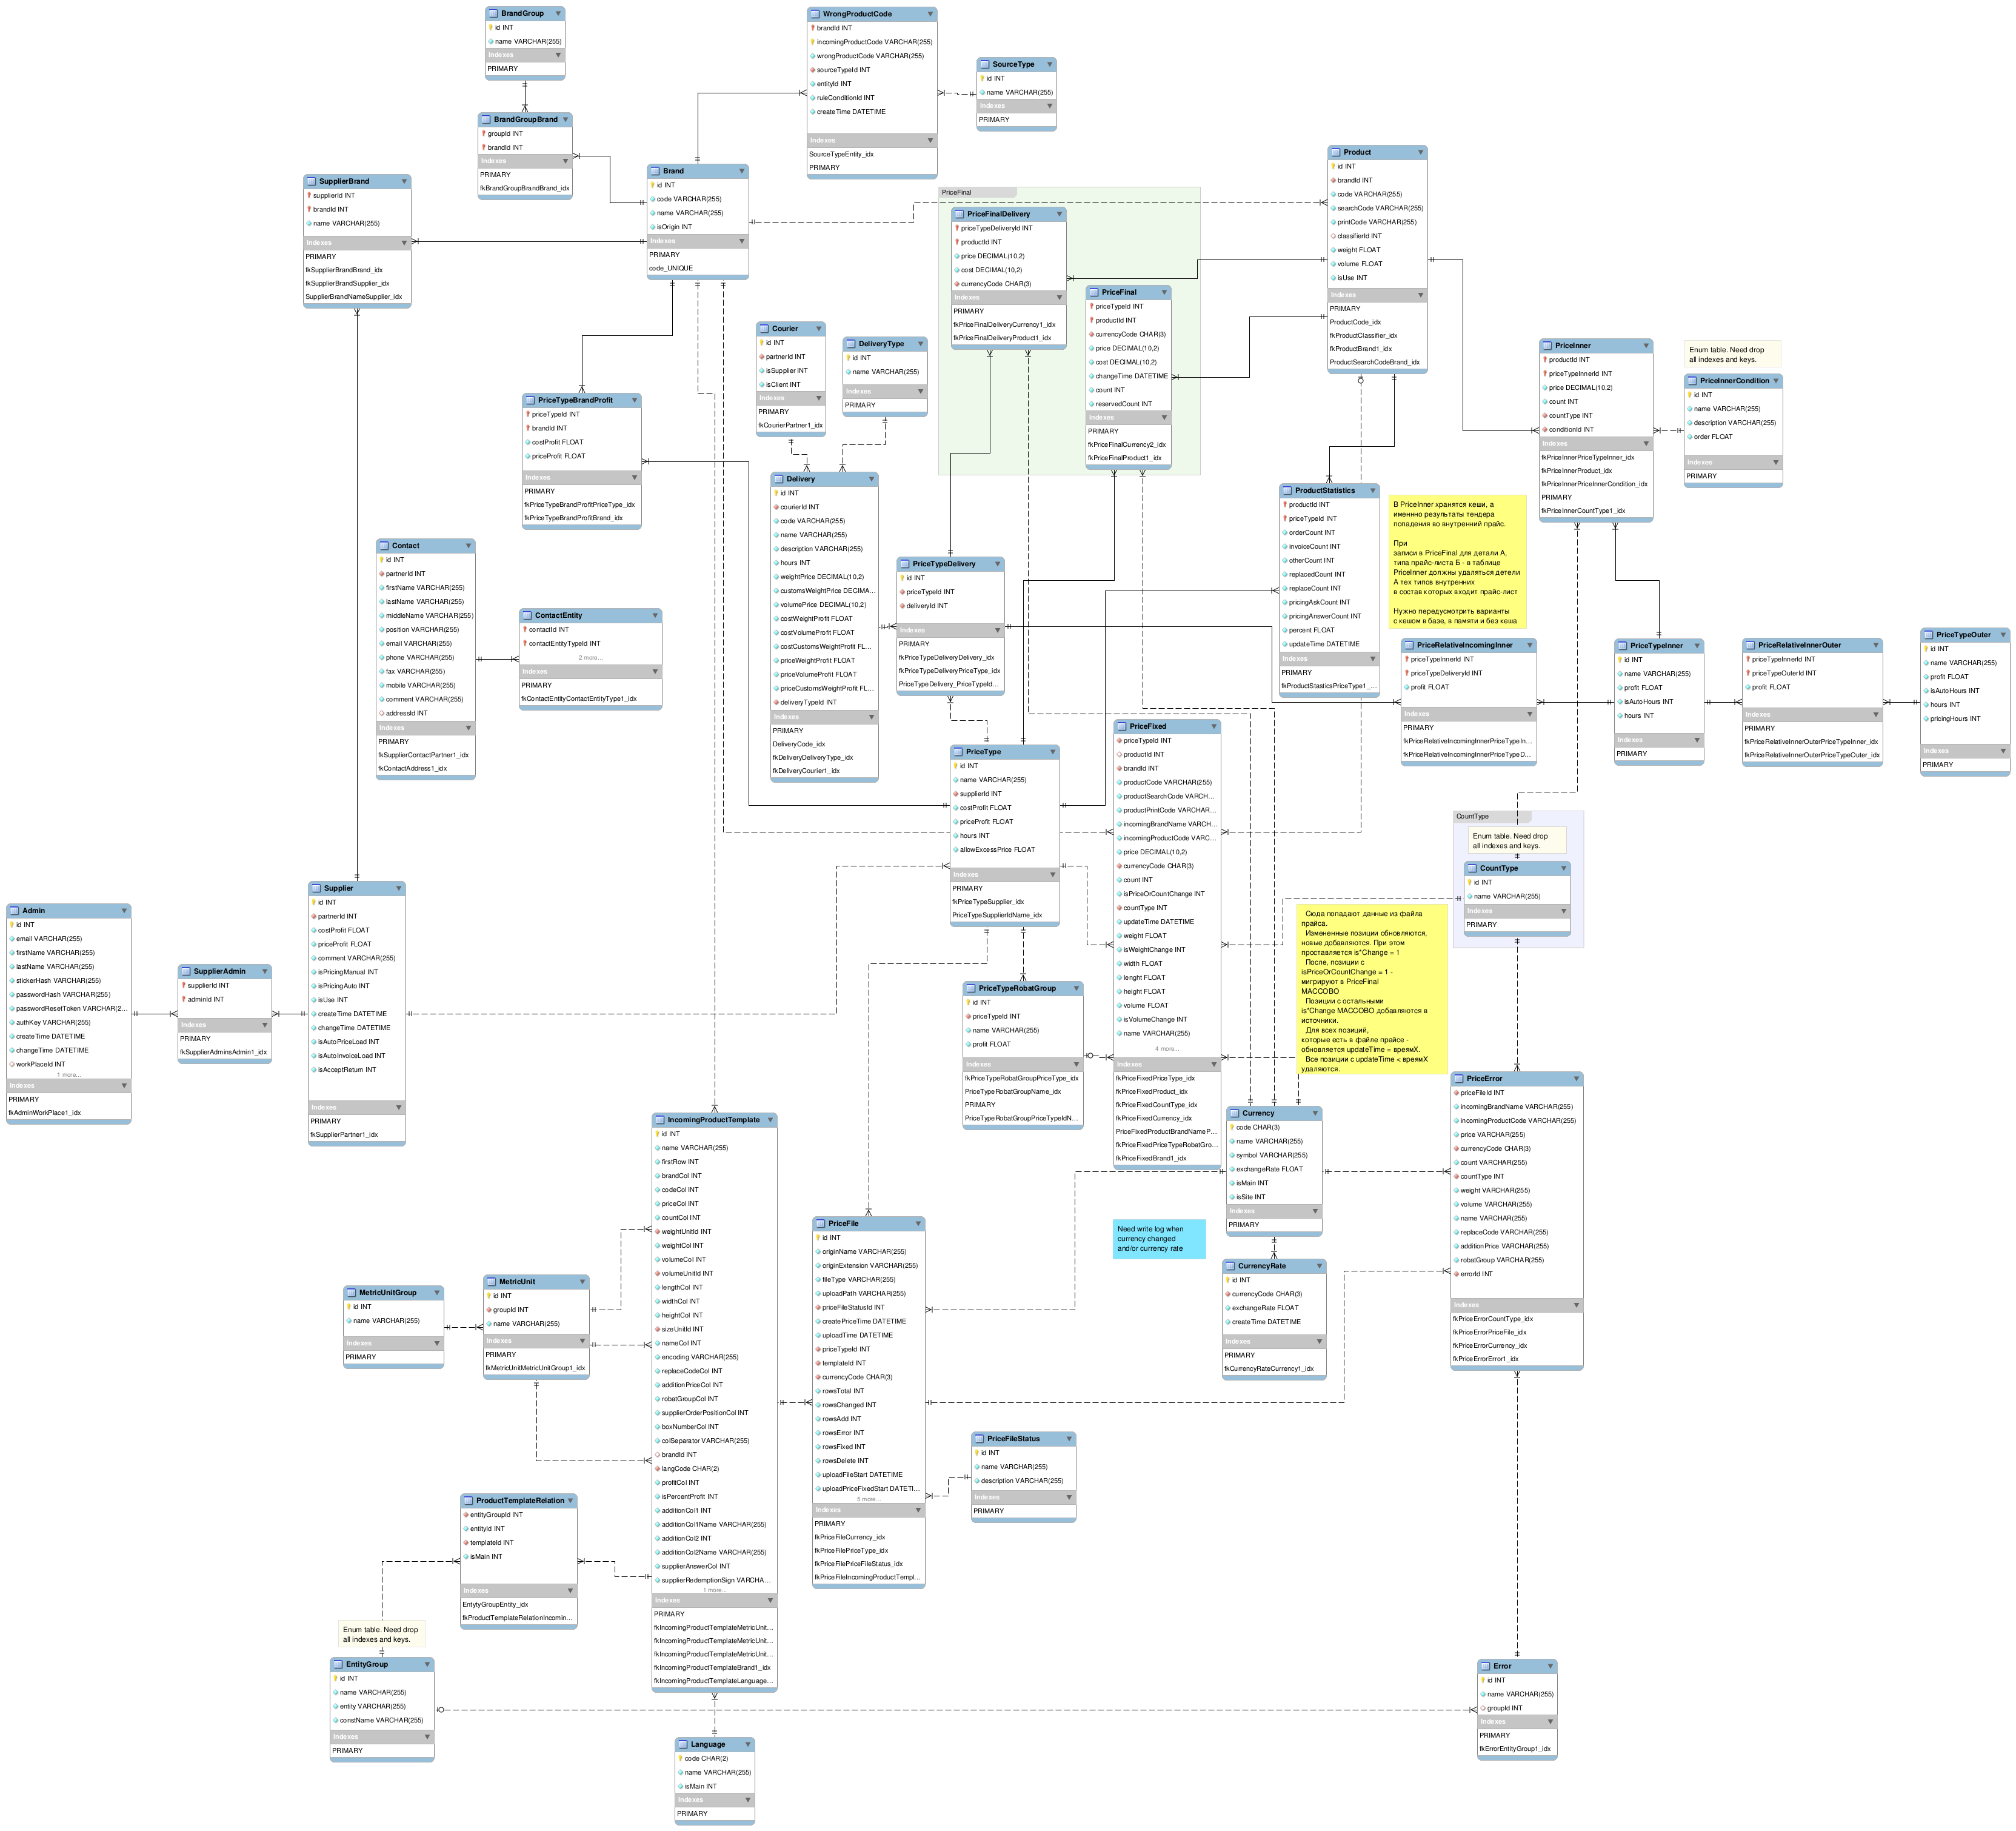 BrandGroup
id INT
name VARCHAR(255)
Indexes
PRIMARY
WrongProductCode
brandId INT
incomingProductCode VARCHAR(255)
wrongProductCode VARCHAR(255)
sourceTypeId INT
entityId INT
ruleConditionId INT
createTime DATETIME
Indexes
SourceTypeEntity_idx
PRIMARY
SourceType
id INT
name VARCHAR(255)
Indexes
PRIMARY
BrandGroupBrand
groupId INT
brandId INT
Indexes
PRIMARY
fkBrandGroupBrandBrand_idx
SupplierBrand
supplierId INT
brandId INT
name VARCHAR(255)
Indexes
PRIMARY
fkSupplierBrandBrand_idx
fkSupplierBrandSupplier_idx
SupplierBrandNameSupplier_idx
Brand
id INT
code VARCHAR(255)
name VARCHAR(255)
isOrigin INT
Indexes
PRIMARY
code_UNIQUE
Product
id INT
brandId INT
code VARCHAR(255)
searchCode VARCHAR(255)
printCode VARCHAR(255)
classifierId INT
weight FLOAT
volume FLOAT
isUse INT
Indexes
PRIMARY
ProductCode_idx
fkProductClassifier_idx
fkProductBrand1_idx
ProductSearchCodeBrand_idx
PriceFinal
PriceFinalDelivery
priceTypeDeliveryId INT
productId INT
price DECIMAL(10,2)
cost DECIMAL(10,2)
currencyCode CHAR(3)
Indexes
PRIMARY
fkPriceFinalDeliveryCurrency1_idx
fkPriceFinalDeliveryProduct1_idx
PriceFinal
priceTypeId INT
productId INT
currencyCode CHAR(3)
price DECIMAL(10,2)
cost DECIMAL(10,2)
changeTime DATETIME
count INT
reservedCount INT
Indexes
PRIMARY
fkPriceFinalCurrency2_idx
fkPriceFinalProduct1_idx
Courier
id INT
partnerId INT
isSupplier INT
isClient INT
Indexes
PRIMARY
fkCourierPartner1_idx
DeliveryType
id INT
name VARCHAR(255)
Indexes
PRIMARY
PriceInner
productId INT
priceTypeInnerId INT
price DECIMAL(10,2)
count INT
countType INT
conditionId INT
Indexes
fkPriceInnerPriceTypeInner_idx
fkPriceInnerProduct_idx
fkPriceInnerPriceInnerCondition_idx
PRIMARY
fkPriceInnerCountType1_idx
Enum table. Need drop
all indexes and keys.
PriceInnerCondition
id INT
name VARCHAR(255)
description VARCHAR(255)
order FLOAT
Indexes
PRIMARY
PriceTypeBrandProfit
priceTypeId INT
brandId INT
costProfit FLOAT
priceProfit FLOAT
Indexes
PRIMARY
fkPriceTypeBrandProfitPriceType_idx
fkPriceTypeBrandProfitBrand_idx
Delivery
id INT
courierId INT
code VARCHAR(255)
name VARCHAR(255)
description VARCHAR(255)
hours INT
weightPrice DECIMAL(10,2)
customsWeightPrice DECIMA...
volumePrice DECIMAL(10,2)
costWeightProfit FLOAT
costVolumeProfit FLOAT
costCustomsWeightProfit FL...
priceWeightProfit FLOAT
priceVolumeProfit FLOAT
priceCustomsWeightProfit FL...
deliveryTypeId INT
Indexes
PRIMARY
DeliveryCode_idx
fkDeliveryDeliveryType_idx
fkDeliveryCourier1_idx
ProductStatistics
productId INT
priceTypeId INT
orderCount INT
invoiceCount INT
otherCount INT
replacedCount INT
replaceCount INT
pricingAskCount INT
pricingAnswerCount INT
percent FLOAT
updateTime DATETIME
Indexes
PRIMARY
fkProductStasticsPriceType1_...
В PriceInner хранятся кеши, а
именнно результаты тендера
попадения во внутренний прайс.
При
записи в PriceFinal для детали А,
типа прайс-листа Б - в таблице
PriceInner должны удаляться детели
А тех типов внутренних
в состав которых входит прайс-лист
Нужно передусмотрить варианты
с кешом в базе, в памяти и без кеша
Contact
id INT
partnerId INT
firstName VARCHAR(255)
lastName VARCHAR(255)
middleName VARCHAR(255)
position VARCHAR(255)
email VARCHAR(255)
phone VARCHAR(255)
fax VARCHAR(255)
mobile VARCHAR(255)
comment VARCHAR(255)
addressId INT
Indexes
PRIMARY
fkSupplierContactPartner1_idx
fkContactAddress1_idx
ContactEntity
contactId INT
contactEntityTypeId INT
2 more...
Indexes
PRIMARY
fkContactEntityContactEntityType1_idx
PriceTypeDelivery
id INT
priceTypeId INT
deliveryId INT
Indexes
PRIMARY
fkPriceTypeDeliveryDelivery_idx
fkPriceTypeDeliveryPriceType_idx
PriceTypeDelivery_PriceTypeId...
PriceRelativeIncomingInner
priceTypeInnerId INT
priceTypeDeliveryId INT
profit FLOAT
Indexes
PRIMARY
fkPriceRelativeIncomingInnerPriceTypeIn...
fkPriceRelativeIncomingInnerPriceTypeD...
PriceTypeInner
id INT
name VARCHAR(255)
profit FLOAT
isAutoHours INT
hours INT
Indexes
PRIMARY
PriceRelativeInnerOuter
priceTypeInnerId INT
priceTypeOuterId INT
profit FLOAT
Indexes
PRIMARY
fkPriceRelativeInnerOuterPriceTypeInner_idx
fkPriceRelativeInnerOuterPriceTypeOuter_idx
PriceTypeOuter
id INT
name VARCHAR(255)
profit FLOAT
isAutoHours INT
hours INT
pricingHours INT
Indexes
PRIMARY
PriceType
id INT
name VARCHAR(255)
supplierId INT
costProfit FLOAT
priceProfit FLOAT
hours INT
allowExcessPrice FLOAT
Indexes
PRIMARY
fkPriceTypeSupplier_idx
PriceTypeSupplierIdName_idx
PriceFixed
priceTypeId INT
productId INT
brandId INT
productCode VARCHAR(255)
productSearchCode VARCH...
productPrintCode VARCHAR...
incomingBrandName VARCH...
incomingProductCode VARC...
price DECIMAL(10,2)
currencyCode CHAR(3)
count INT
isPriceOrCountChange INT
countType INT
updateTime DATETIME
weight FLOAT
isWeightChange INT
width FLOAT
lenght FLOAT
height FLOAT
volume FLOAT
isVolumeChange INT
name VARCHAR(255)
4 more...
Indexes
fkPriceFixedPriceType_idx
fkPriceFixedProduct_idx
fkPriceFixedCountType_idx
fkPriceFixedCurrency_idx
PriceFixedProductBrandNameP...
fkPriceFixedPriceTypeRobatGro...
fkPriceFixedBrand1_idx
CountType
Enum table. Need drop
all indexes and keys.
CountType
id INT
name VARCHAR(255)
Indexes
PRIMARY
Сюда попадают данные из файла
прайса.
Измененные позиции обновляются,
новые добавляются. При этом
проставляется is*Change = 1
После, позиции с
isPriceOrCountChange = 1 -
мигрируют в PriceFinal
МАССОВО
Позиции с остальными
is*Change МАССОВО добавляются в
источники.
Для всех позиций,
которые есть в файле прайсе -
обновляется updateTime = времяX.
Все позиции с updateTime < времяX
удаляются.
Admin
id INT
email VARCHAR(255)
firstName VARCHAR(255)
lastName VARCHAR(255)
stickerHash VARCHAR(255)
passwordHash VARCHAR(255)
passwordResetToken VARCHAR(2...
authKey VARCHAR(255)
createTime DATETIME
changeTime DATETIME
workPlaceId INT
1 more...
Indexes
PRIMARY
fkAdminWorkPlace1_idx
SupplierAdmin
supplierId INT
adminId INT
Indexes
PRIMARY
fkSupplierAdminsAdmin1_idx
Supplier
id INT
partnerId INT
costProfit FLOAT
priceProfit FLOAT
comment VARCHAR(255)
isPricingManual INT
isPricingAuto INT
isUse INT
createTime DATETIME
changeTime DATETIME
isAutoPriceLoad INT
isAutoInvoiceLoad INT
isAcceptReturn INT
Indexes
PRIMARY
fkSupplierPartner1_idx
PriceTypeRobatGroup
id INT
priceTypeId INT
name VARCHAR(255)
profit FLOAT
Indexes
fkPriceTypeRobatGroupPriceType_idx
PriceTypeRobatGroupName_idx
PRIMARY
PriceTypeRobatGroupPriceTypeIdN...
IncomingProductTemplate
id INT
name VARCHAR(255)
firstRow INT
brandCol INT
codeCol INT
priceCol INT
countCol INT
weightUnitId INT
weightCol INT
volumeCol INT
volumeUnitId INT
lengthCol INT
widthCol INT
heightCol INT
sizeUnitId INT
nameCol INT
encoding VARCHAR(255)
replaceCodeCol INT
additionPriceCol INT
robatGroupCol INT
supplierOrderPositionCol INT
boxNumberCol INT
colSeparator VARCHAR(255)
brandId INT
langCode CHAR(2)
profitCol INT
isPercentProfit INT
additionCol1 INT
additionCol1Name VARCHAR(255)
additionCol2 INT
additionCol2Name VARCHAR(255)
supplierAnswerCol INT
supplierRedemptionSign VARCHA...
1 more...
Indexes
PRIMARY
fkIncomingProductTemplateMetricUnit...
fkIncomingProductTemplateMetricUnit...
fkIncomingProductTemplateMetricUnit...
fkIncomingProductTemplateBrand1_idx
fkIncomingProductTemplateLanguage...
Currency
code CHAR(3)
name VARCHAR(255)
symbol VARCHAR(255)
exchangeRate FLOAT
isMain INT
isSite INT
Indexes
PRIMARY
Need write log when
currency changed
and/or currency rate
CurrencyRate
id INT
currencyCode CHAR(3)
exchangeRate FLOAT
createTime DATETIME
Indexes
PRIMARY
fkCurrencyRateCurrency1_idx
PriceError
priceFileId INT
incomingBrandName VARCHAR(255)
incomingProductCode VARCHAR(255)
price VARCHAR(255)
currencyCode CHAR(3)
count VARCHAR(255)
countType INT
weight VARCHAR(255)
volume VARCHAR(255)
name VARCHAR(255)
replaceCode VARCHAR(255)
additionPrice VARCHAR(255)
robatGroup VARCHAR(255)
errorId INT
Indexes
fkPriceErrorCountType_idx
fkPriceErrorPriceFile_idx
fkPriceErrorCurrency_idx
fkPriceErrorError1_idx
PriceFile
id INT
originName VARCHAR(255)
originExtension VARCHAR(255)
fileType VARCHAR(255)
uploadPath VARCHAR(255)
priceFileStatusId INT
createPriceTime DATETIME
uploadTime DATETIME
priceTypeId INT
templateId INT
currencyCode CHAR(3)
rowsTotal INT
rowsChanged INT
rowsAdd INT
rowsError INT
rowsFixed INT
rowsDelete INT
uploadFileStart DATETIME
uploadPriceFixedStart DATETI...
5 more...
Indexes
PRIMARY
fkPriceFileCurrency_idx
fkPriceFilePriceType_idx
fkPriceFilePriceFileStatus_idx
fkPriceFileIncomingProductTempl...
MetricUnitGroup
id INT
name VARCHAR(255)
Indexes
PRIMARY
MetricUnit
id INT
groupId INT
name VARCHAR(255)
Indexes
PRIMARY
fkMetricUnitMetricUnitGroup1_idx
PriceFileStatus
id INT
name VARCHAR(255)
description VARCHAR(255)
Indexes
PRIMARY
ProductTemplateRelation
entityGroupId INT
entityId INT
templateId INT
isMain INT
Indexes
EntytyGroupEntity_idx
fkProductTemplateRelationIncomin...
Enum table. Need drop
all indexes and keys.
EntityGroup
id INT
name VARCHAR(255)
entity VARCHAR(255)
constName VARCHAR(255)
Indexes
PRIMARY
Error
id INT
name VARCHAR(255)
groupId INT
Indexes
PRIMARY
fkErrorEntityGroup1_idx
Language
code CHAR(2)
name VARCHAR(255)
isMain INT
Indexes
PRIMARY